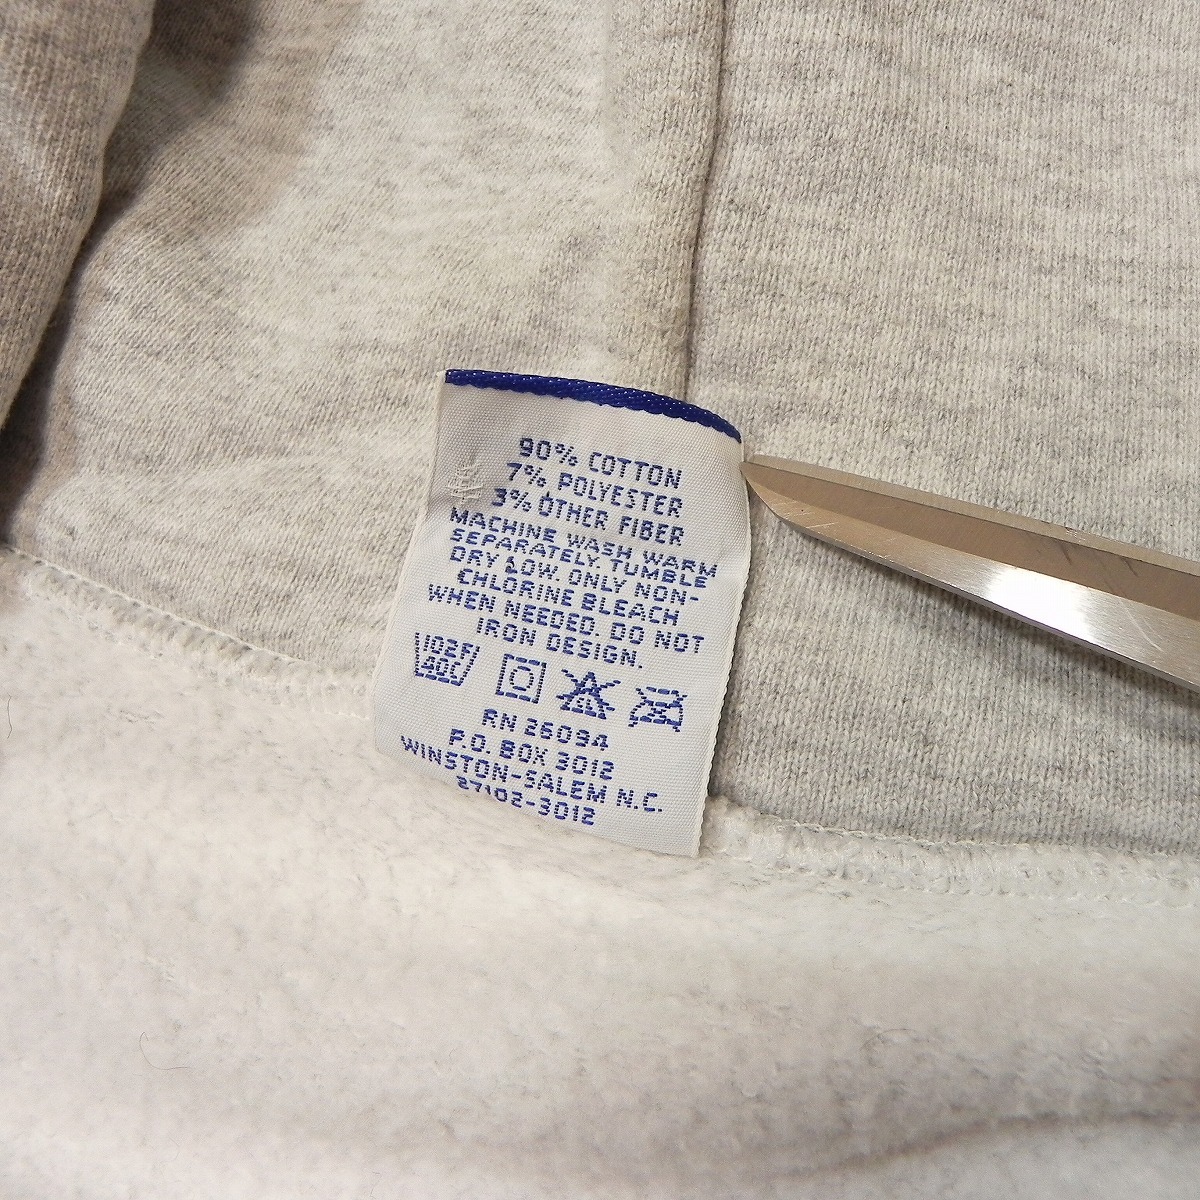 90% COTTON
7% POLYESTER
3% OTHER FIBER
MACHINE WASH WARM
SEPARATELY. TUMBLE
DRY LOW. ONLY NON-
CHLORINE BLEACH
WHEN NEEDED. DO NOT
IRON DESIGN.
102F
40C
RN 26094
P.O. BOX 3012
WINSTON-SALEM N.C.
27102-3012